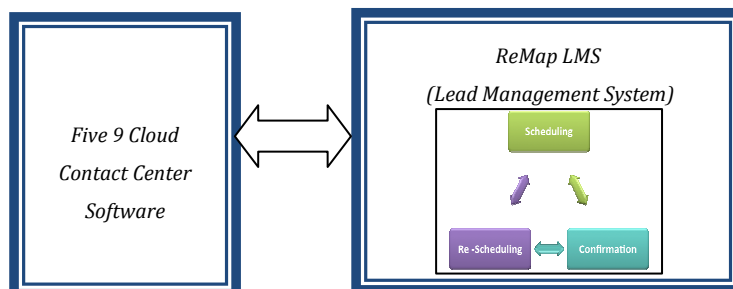 Five 9 Cloud
Contact Center
Software
ReMap LMS
(Lead Management System)
Scheduling
Re -Scheduling
Confirmation